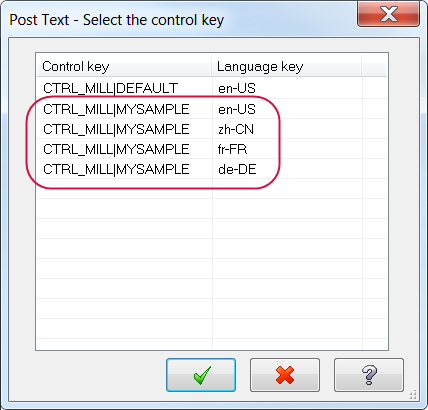 Post Text - Select the control key
Control key Language key
CTRL_MILL|DEFAULT en-US
CTRL_MILL|MYSAMPLE en-US
CTRL_MILL|MYSAMPLE zh-CN
CTRL_MILL|MYSAMPLE fr-FR
CTRL_MILL|MYSAMPLE de-DE